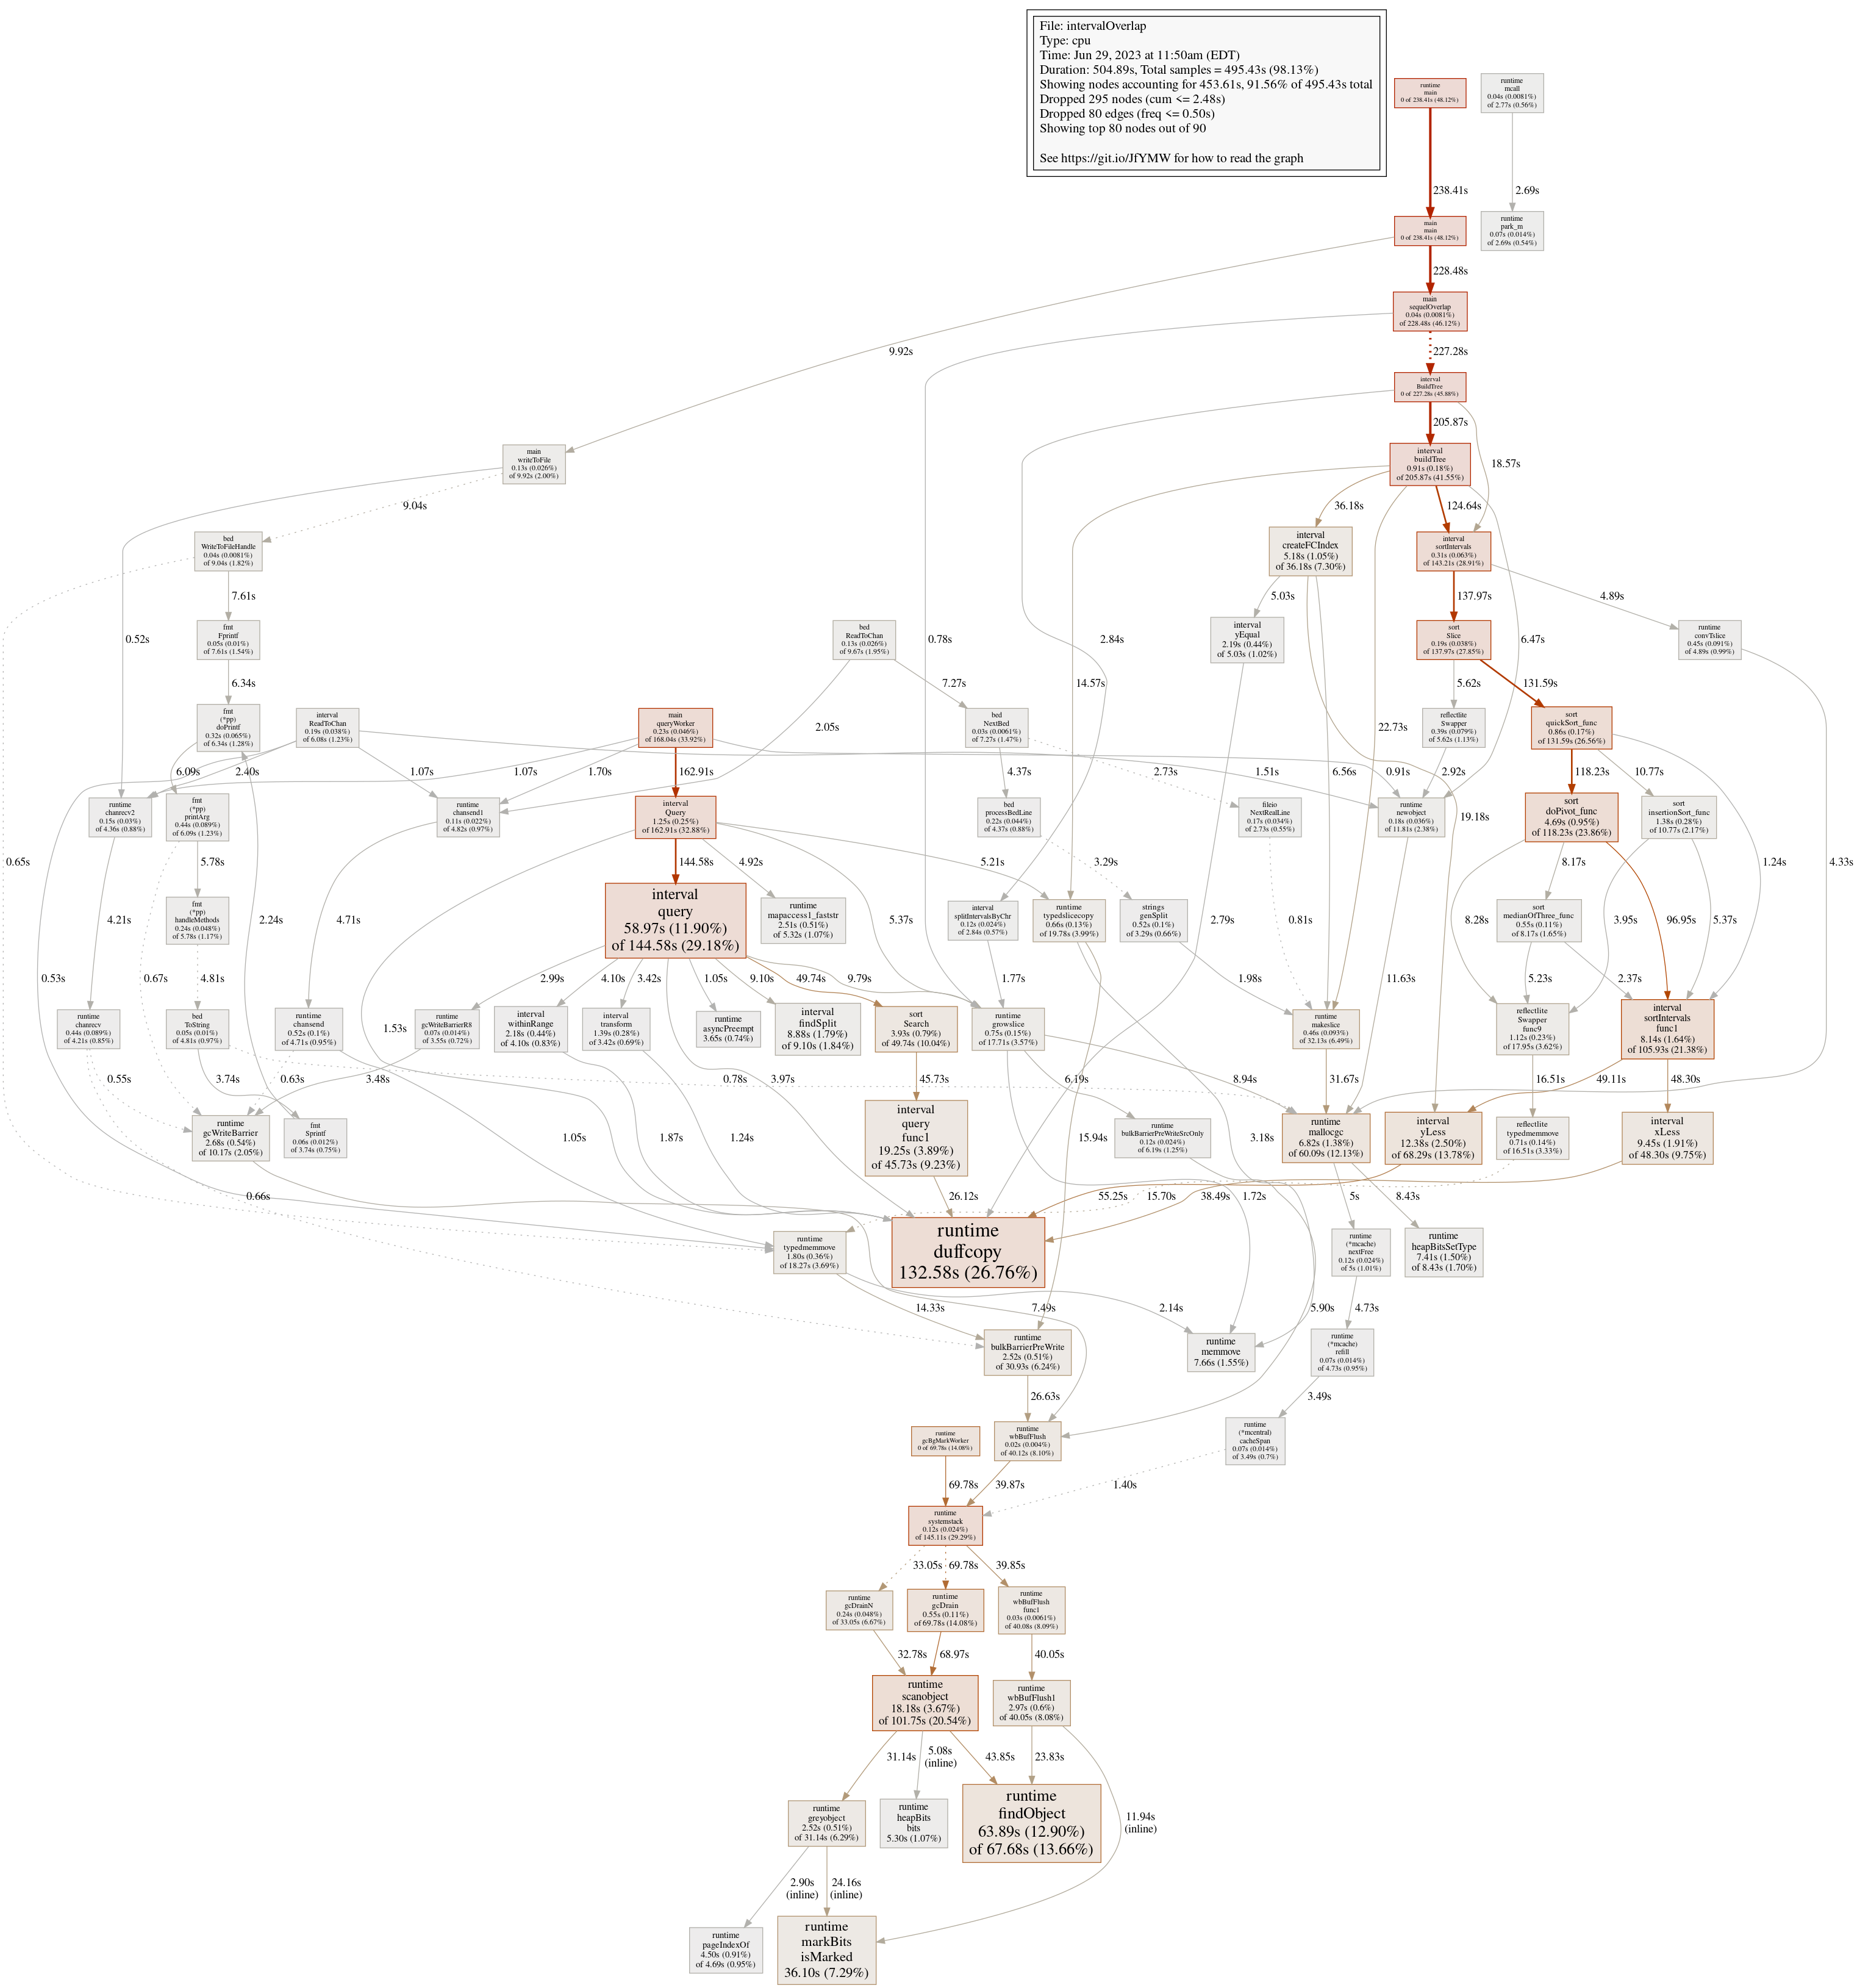 File: intervalOverlap
Type: cpu
Time: Jun 29, 2023 at 11:50am (EDT)
Duration: 504.89s, Total samples = 495.43s (98.13%)
Showing nodes accounting for 453.61s, 91.56% of 495.43s total
Dropped 295 nodes (cum <= 2.48s)
Dropped 80 edges (freq <= 0.50s)
Showing top 80 nodes out of 90
See https://git.io/JfYMW for how to read the graph
runtime
main
0 of 238.41s (48.12%)
runtime
mcall
0.04s (0.0081%)
of 2.77s (0.56%)
238.41s
2.69s
main
main
0 of 238.41s (48.12%)
runtime
park_m
0.07s (0.014%)
of 2.69s (0.54%)
228.48s
main
sequelOverlap
0.04s (0.0081%)
of 228.48s (46.12%)
9.92s
227.28s
interval
BuildTree
0 of 227.28s (45.88%)
205.87s
main
writeToFile
0.13s (0.026%)
of 9.92s (2.00%)
interval
buildTree
0.91s (0.18%)
of 205.87s (41.55%)
18.57s
9.04s
36.18s
124.64s
bed
WriteToFileHandle
0.04s (0.0081%)
of 9.04s (1.82%)
interval
createFCIndex
5.18s (1.05%)
of 36.18s (7.30%)
interval
sortIntervals
0.31s (0.063%)
of 143.21s (28.91%)
7.61s
5.03s
137.97s
4.89s
fmt
Fprintf
0.05s (0.01%)
of 7.61s (1.54%)
0.52s
bed
ReadToChan
0.13s (0.026%)
of 9.67s (1.95%)
0.78s
2.84s
interval
yEqual
2.19s (0.44%)
of 5.03s (1.02%)
sort
Slice
0.19s (0.038%)
of 137.97s (27.85%)
6.47s
runtime
convTslice
0.45s (0.091%)
of 4.89s (0.99%)
6.34s
7.27s
14.57s
5.62s
131.59s
fmt
(*pp)
doPrintf
0.32s (0.065%)
of 6.34s (1.28%)
interval
ReadToChan
0.19s (0.038%)
of 6.08s (1.23%)
main
queryWorker
0.23s (0.046%)
of 168.04s (33.92%)
2.05s
bed
NextBed
0.03s (0.0061%)
of 7.27s (1.47%)
22.73s
reflectlite
Swapper
0.39s (0.079%)
of 5.62s (1.13%)
sort
quickSort_func
0.86s (0.17%)
of 131.59s (26.56%)
6.09s
2.40s
1.07s
1.07s
1.70s
162.91s
4.37s
2.73s
1.51s
6.56s
0.91s
2.92s
118.23s
10.77s
runtime
chanrecv2
0.15s (0.03%)
of 4.36s (0.88%)
fmt
(*pp)
printArg
0.44s (0.089%)
of 6.09s (1.23%)
runtime
chansend1
0.11s (0.022%)
of 4.82s (0.97%)
interval
Query
1.25s (0.25%)
of 162.91s (32.88%)
bed
processBedLine
0.22s (0.044%)
of 4.37s (0.88%)
fileio
NextRealLine
0.17s (0.034%)
of 2.73s (0.55%)
runtime
newobject
0.18s (0.036%)
of 11.81s (2.38%)
19.18s
sort
doPivot_func
4.69s (0.95%)
of 118.23s (23.86%)
sort
insertionSort_func
1.38s (0.28%)
of 10.77s (2.17%)
0.65s
5.78s
144.58s
4.92s
5.21s
3.29s
8.17s
1.24s
4.33s
fmt
(*pp)
handleMethods
0.24s (0.048%)
of 5.78s (1.17%)
4.21s
2.24s
4.71s
interval
query
58.97s (11.90%)
of 144.58s (29.18%)
runtime
mapaccess1_faststr
2.51s (0.51%)
of 5.32s (1.07%)
5.37s
interval
splitIntervalsByChr
0.12s (0.024%)
of 2.84s (0.57%)
runtime
typedslicecopy
0.66s (0.13%)
of 19.78s (3.99%)
strings
genSplit
0.52s (0.1%)
of 3.29s (0.66%)
2.79s
0.81s
8.28s
sort
medianOfThree_func
0.55s (0.11%)
of 8.17s (1.65%)
3.95s
96.95s
5.37s
0.53s
0.67s
4.81s
2.99s
4.10s
3.42s
1.05s
9.10s
49.74s
9.79s
1.77s
1.98s
11.63s
5.23s
2.37s
runtime
chanrecv
0.44s (0.089%)
of 4.21s (0.85%)
bed
ToString
0.05s (0.01%)
of 4.81s (0.97%)
runtime
chansend
0.52s (0.1%)
of 4.71s (0.95%)
1.53s
runtime
gcWriteBarrierR8
0.07s (0.014%)
of 3.55s (0.72%)
interval
withinRange
2.18s (0.44%)
of 4.10s (0.83%)
interval
transform
1.39s (0.28%)
of 3.42s (0.69%)
runtime
asyncPreempt
3.65s (0.74%)
interval
findSplit
8.88s (1.79%)
of 9.10s (1.84%)
sort
Search
3.93s (0.79%)
of 49.74s (10.04%)
runtime
growslice
0.75s (0.15%)
of 17.71s (3.57%)
runtime
makeslice
0.46s (0.093%)
of 32.13s (6.49%)
reflectlite
Swapper
func9
1.12s (0.23%)
of 17.95s (3.62%)
interval
sortIntervals
func1
8.14s (1.64%)
of 105.93s (21.38%)
0.55s
3.74s
0.63s
3.48s
0.78s
3.97s
45.73s
6.19s
8.94s
31.67s
16.51s
49.11s
48.30s
runtime
gcWriteBarrier
2.68s (0.54%)
of 10.17s (2.05%)
fmt
Sprintf
0.06s (0.012%)
of 3.74s (0.75%)
1.05s
1.87s
1.24s
interval
query
func1
19.25s (3.89%)
of 45.73s (9.23%)
15.94s
runtime
bulkBarrierPreWriteSrcOnly
0.12s (0.024%)
of 6.19s (1.25%)
3.18s
runtime
mallocgc
6.82s (1.38%)
of 60.09s (12.13%)
interval
yLess
12.38s (2.50%)
of 68.29s (13.78%)
reflectlite
typedmemmove
0.71s (0.14%)
of 16.51s (3.33%)
interval
xLess
9.45s (1.91%)
of 48.30s (9.75%)
0.66s
26.12s
55.25s
15.70s
38.49s
1.72s
5s
8.43s
runtime
typedmemmove
1.80s (0.36%)
of 18.27s (3.69%)
runtime
duffcopy
132.58s (26.76%)
runtime
(*mcache)
nextFree
0.12s (0.024%)
of 5s (1.01%)
runtime
heapBitsSetType
7.41s (1.50%)
of 8.43s (1.70%)
14.33s
7.49s
2.14s
5.90s
4.73s
runtime
bulkBarrierPreWrite
2.52s (0.51%)
of 30.93s (6.24%)
runtime
memmove
7.66s (1.55%)
runtime
(*mcache)
refill
0.07s (0.014%)
of 4.73s (0.95%)
26.63s
3.49s
runtime
gcBgMarkWorker
0 of 69.78s (14.08%)
runtime
wbBufFlush
0.02s (0.004%)
of 40.12s (8.10%)
runtime
(*mcentral)
cacheSpan
0.07s (0.014%)
of 3.49s (0.7%)
69.78s
39.87s
1.40s
runtime
systemstack
0.12s (0.024%)
of 145.11s (29.29%)
33.05s
69.78s
39.85s
runtime
gcDrainN
0.24s (0.048%)
of 33.05s (6.67%)
runtime
gcDrain
0.55s (0.11%)
of 69.78s (14.08%)
runtime
wbBufFlush
func1
0.03s (0.0061%)
of 40.08s (8.09%)
32.78s
68.97s
40.05s
runtime
scanobject
18.18s (3.67%)
of 101.75s (20.54%)
runtime
wbBufFlush1
2.97s (0.6%)
of 40.05s (8.08%)
31.14s
5.08s
(inline)
43.85s
23.83s
runtime
greyobject
2.52s (0.51%)
of 31.14s (6.29%)
runtime
heapBits
bits
5.30s (1.07%)
runtime
findObject
63.89s (12.90%)
of 67.68s (13.66%)
11.94s
(inline)
2.90s
(inline)
24.16s
(inline)
runtime
pageIndexOf
4.50s (0.91%)
of 4.69s (0.95%)
runtime
markBits
isMarked
36.10s (7.29%)